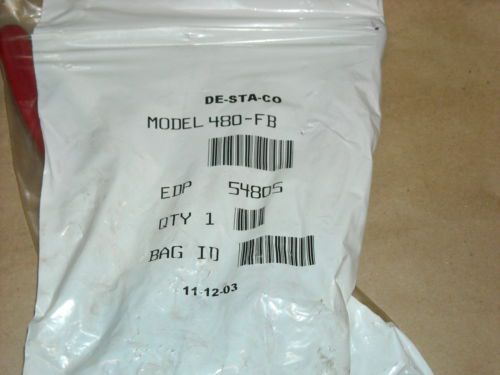 DE-STA-CO
MODEL 480-FB
EDP 54805
QTY 1
BAG ID
11-12-03